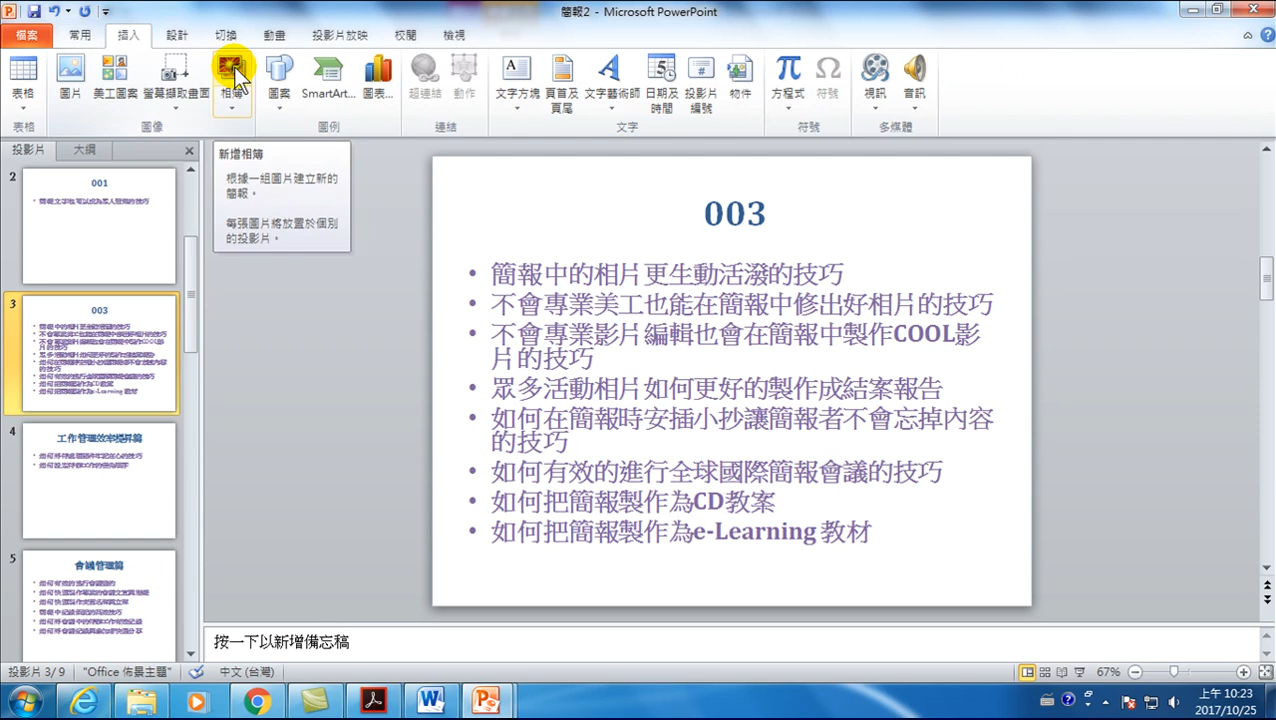 簡報2 - Microsoft PowerPoint
檔案 常用 插入 設計 切換 動畫 投影片放映 校閱 檢視
表格 圖片 美工圖案 螢幕擷取畫面 相簿 圖案 SmartArt... 圖表... 超連結 動作 文字方塊 頁首及頁尾 文字藝術師 日期及時間 投影片編號 物件 方程式 符號 視訊 音訊
表格 圖像 圖例 連結 文字 符號 多媒體
投影片 大綱
新增相簿
根據一組圖片建立新的
簡報。
每張圖片將放置於個別
的投影片。
2
001
3
003
4
工作管理效率提昇篇
5
會議管理篇
003
• 簡報中的相片更生動活潑的技巧
• 不會專業美工也能在簡報中修出好相片的技巧
• 不會專業影片編輯也會在簡報中製作COOL影
片的技巧
• 眾多活動相片如何更好的製作成結案報告
• 如何在簡報時安插小抄讓簡報者不會忘掉內容
的技巧
• 如何有效的進行全球國際簡報會議的技巧
• 如何把簡報製作為CD教案
• 如何把簡報製作為e-Learning 教材
按一下以新增備忘稿
投影片 3/9 "Office 佈景主題" 中文 (台灣) 67%
上午 10:23
2017/10/25